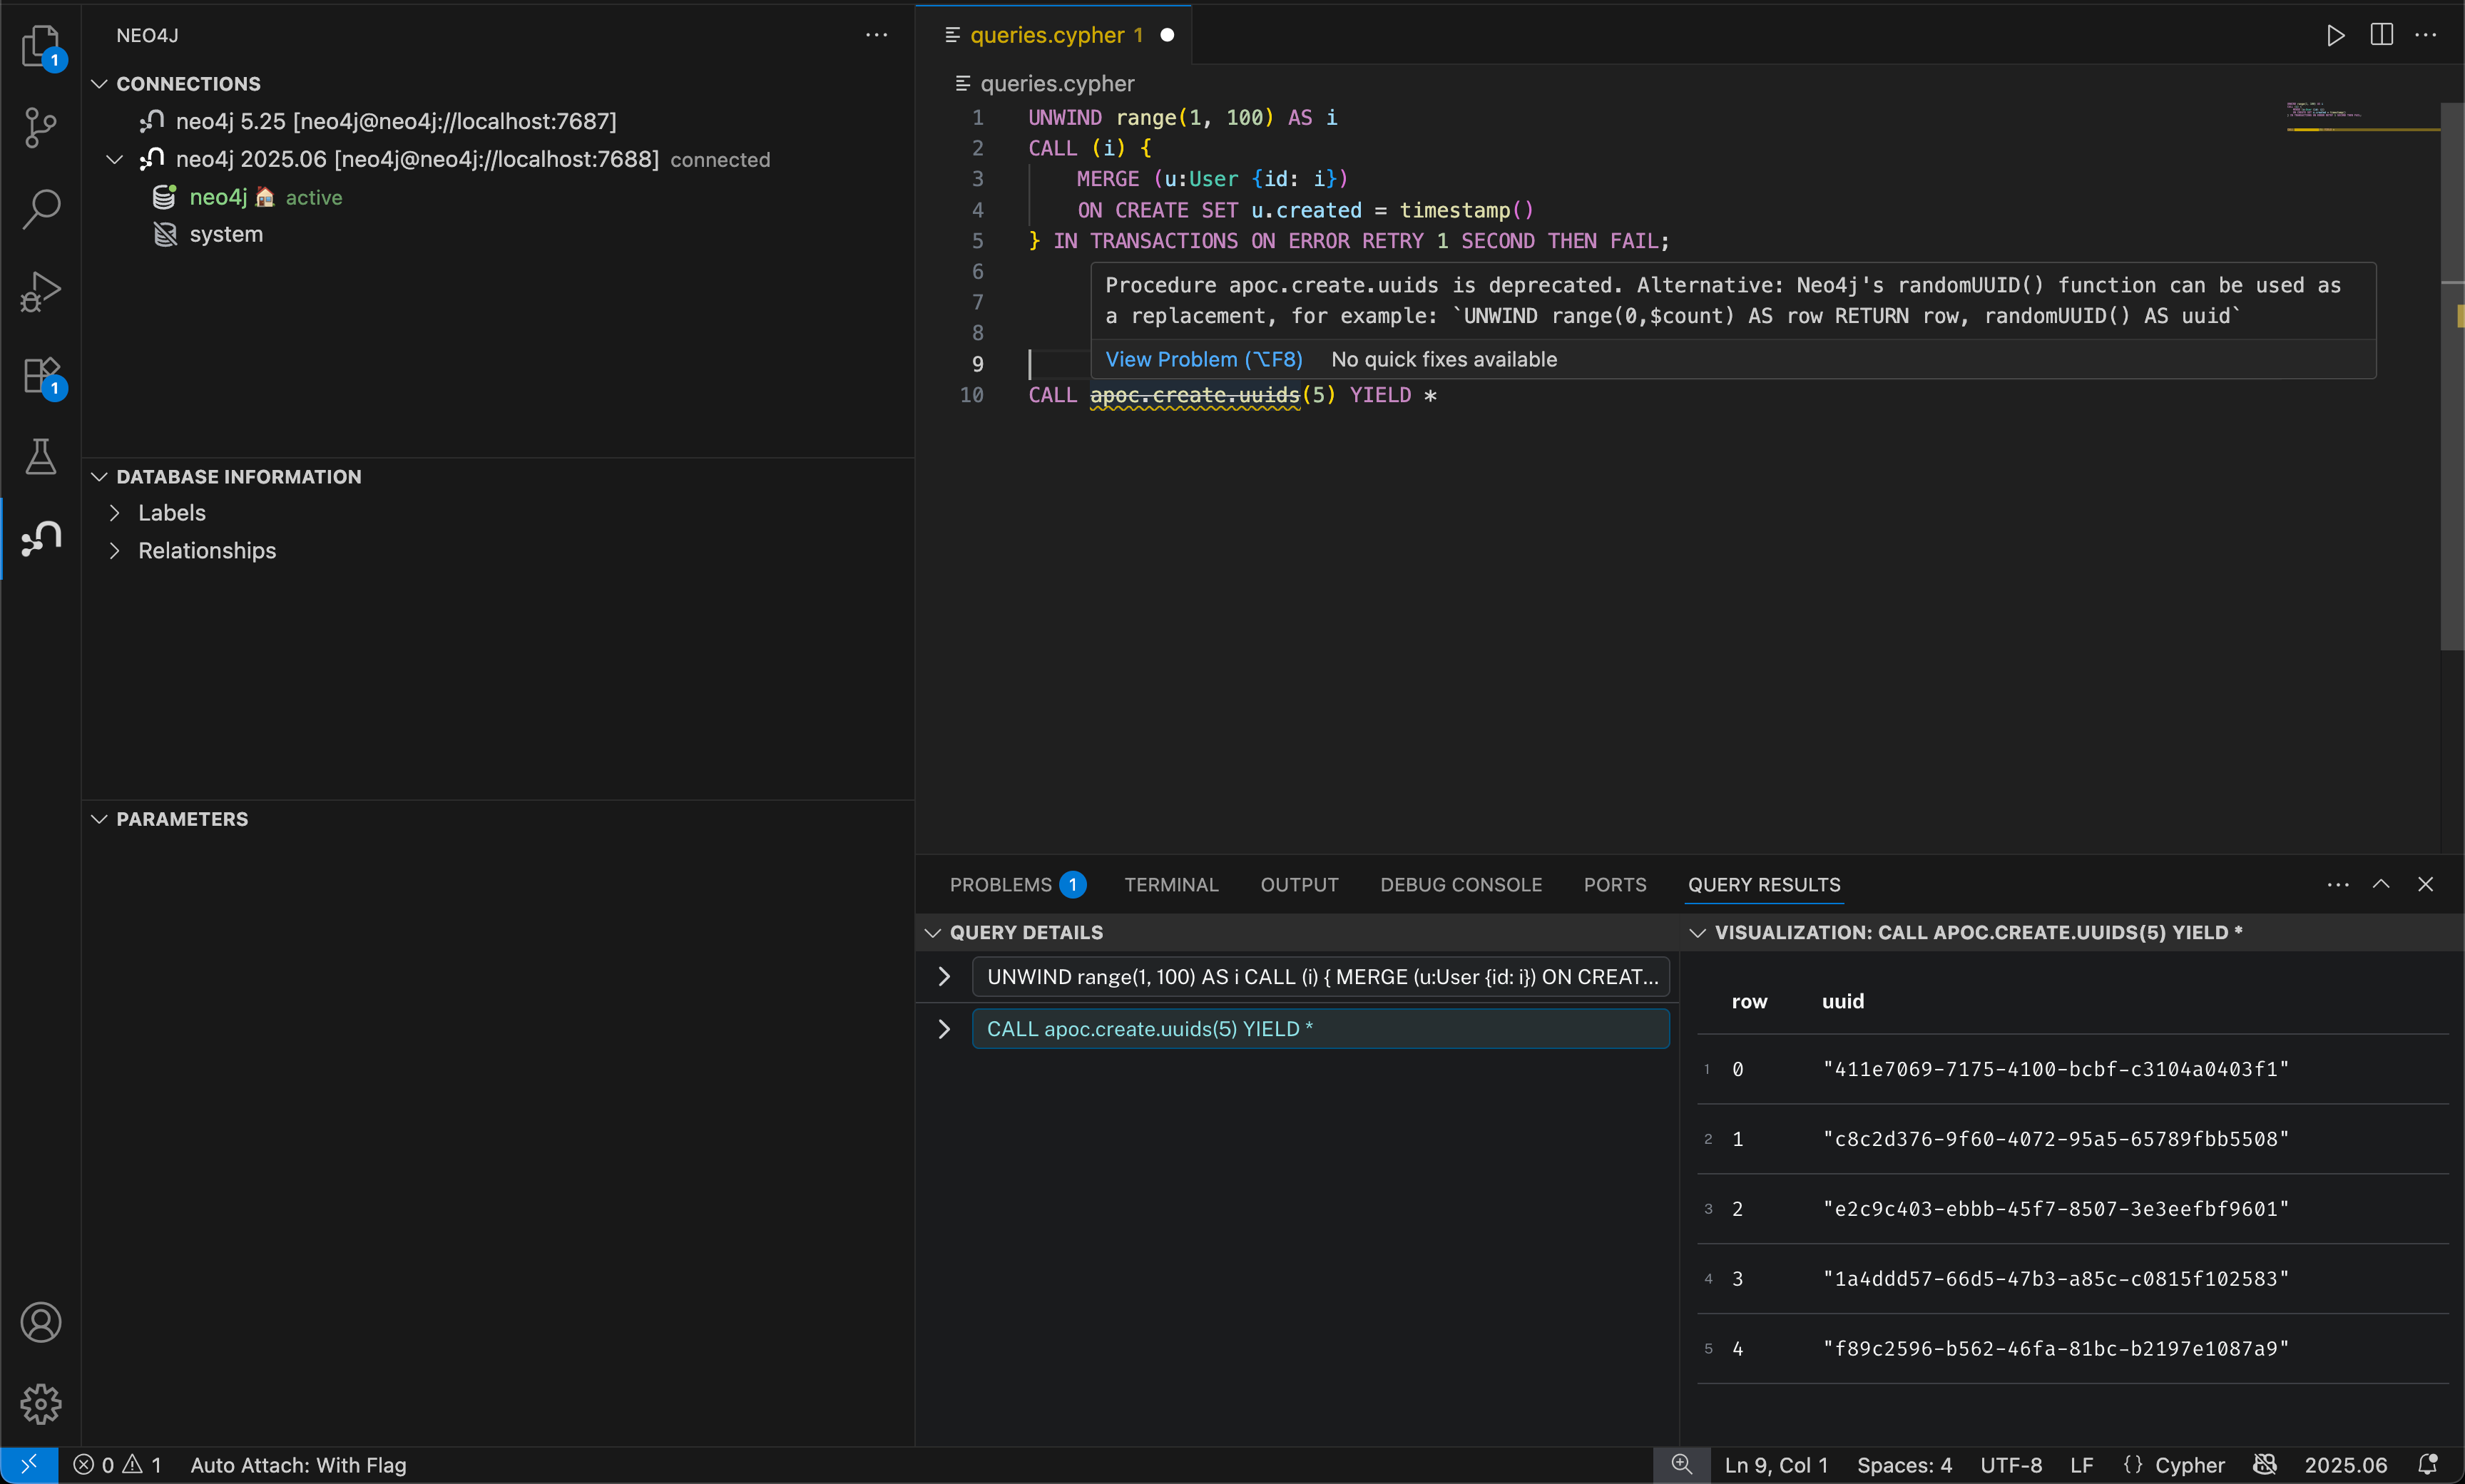 NEO4J
CONNECTIONS
neo4j 5.25 [neo4j@neo4j://localhost:7687]
neo4j 2025.06 [neo4j@neo4j://localhost:7688] connected
neo4j 🏠 active
system
DATABASE INFORMATION
Labels
Relationships
PARAMETERS
1
1
queries.cypher 1
queries.cypher
1 UNWIND range(1, 100) AS i
2 CALL (i) {
3 MERGE (u:User {id: i})
4 ON CREATE SET u.created = timestamp()
5 } IN TRANSACTIONS ON ERROR RETRY 1 SECOND THEN FAIL;
6
7
8
9
10 CALL apoc.create.uuids(5) YIELD *
Procedure apoc.create.uuids is deprecated. Alternative: Neo4j's randomUUID() function can be used as
a replacement, for example: `UNWIND range(0,$count) AS row RETURN row, randomUUID() AS uuid`
View Problem (⌥F8) No quick fixes available
PROBLEMS 1 TERMINAL OUTPUT DEBUG CONSOLE PORTS QUERY RESULTS
QUERY DETAILS
UNWIND range(1, 100) AS i CALL (i) { MERGE (u:User {id: i}) ON CREAT...
CALL apoc.create.uuids(5) YIELD *
VISUALIZATION: CALL APOC.CREATE.UUIDS(5) YIELD *
row uuid
1 0 "411e7069-7175-4100-bcbf-c3104a0403f1"
2 1 "c8c2d376-9f60-4072-95a5-65789fbb5508"
3 2 "e2c9c403-ebbb-45f7-8507-3e3eefbf9601"
4 3 "1a4ddd57-66d5-47b3-a85c-c0815f102583"
5 4 "f89c2596-b562-46fa-81bc-b2197e1087a9"
0 1 Auto Attach: With Flag
Ln 9, Col 1 Spaces: 4 UTF-8 LF {} Cypher 2025.06